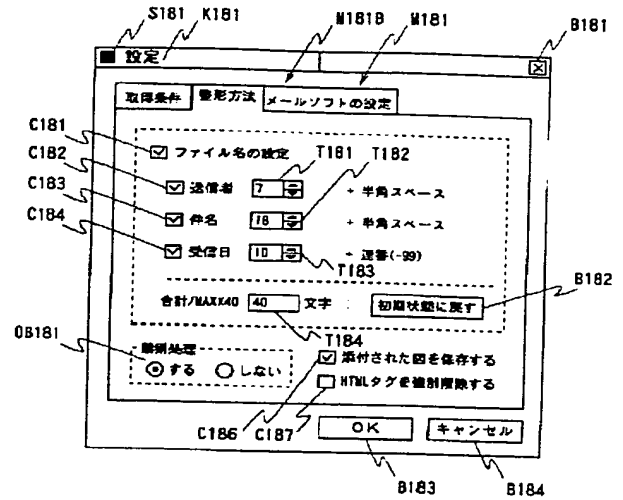 S181 K181 M181B M181 B181
設定
取得条件 整形方法 メールソフトの設定
C181 ファイル名の設定
T181 T182
C182 送信者 7 + 半角スペース
C183 件名 18 + 半角スペース
C184 受信日 10 + 連番(-99)
T183
B182
合計/MAXX40 40 文字 : 初期状態に戻す
T184
OB181
する しない
添付された図を保存する
HTMLタグを
解除する
C186 C187
OK キャンセル
B183 B184